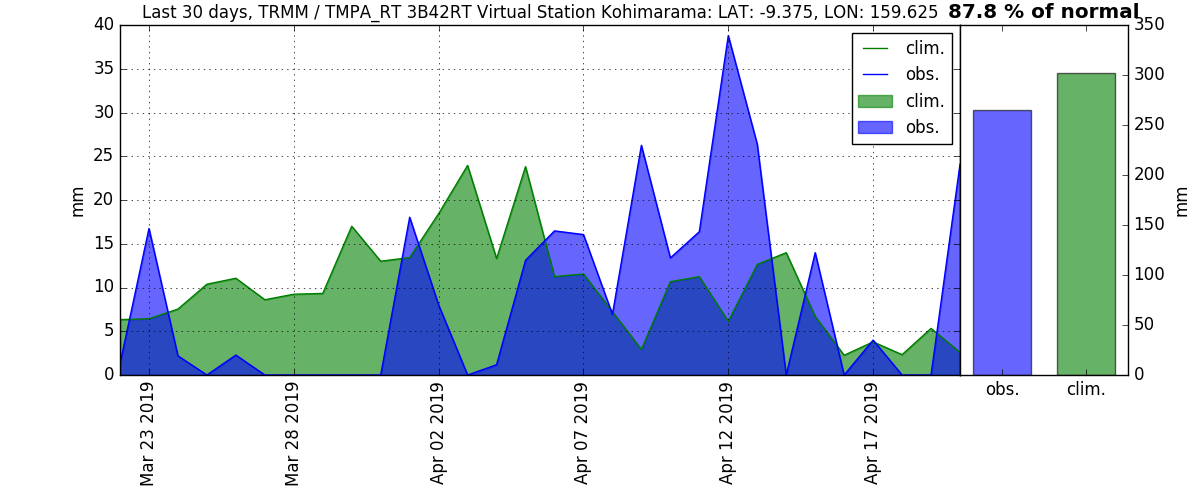 Last 30 days, TRMM / TMPA_RT 3B42RT Virtual Station Kohimarama: LAT: -9.375, LON: 159.625
87.8 % of normal
40
35
30
25
20
15
10
5
0
mm
clim.
obs.
clim.
obs.
350
300
250
200
150
100
50
0
mm
obs.
clim.
Mar 23 2019
Mar 28 2019
Apr 02 2019
Apr 07 2019
Apr 12 2019
Apr 17 2019